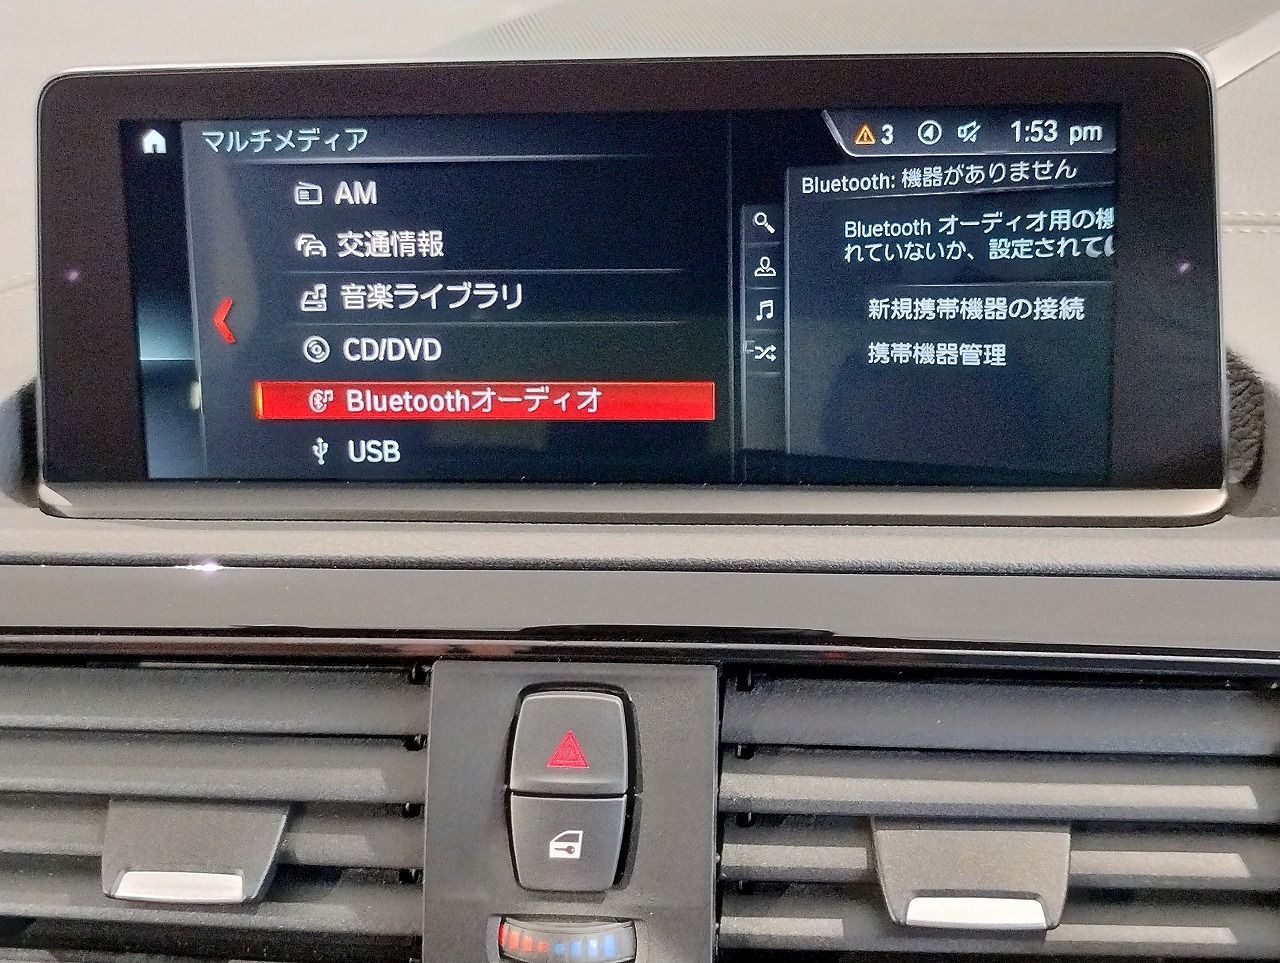 マルチメディア
3 1:53 pm
AM
交通情報
音楽ライブラリ
CD/DVD
Bluetoothオーディオ
USB
Bluetooth: 機器がありません
Bluetooth オーディオ用の機
れていないか、設定されてい
新規携帯機器の接続
携帯機器管理